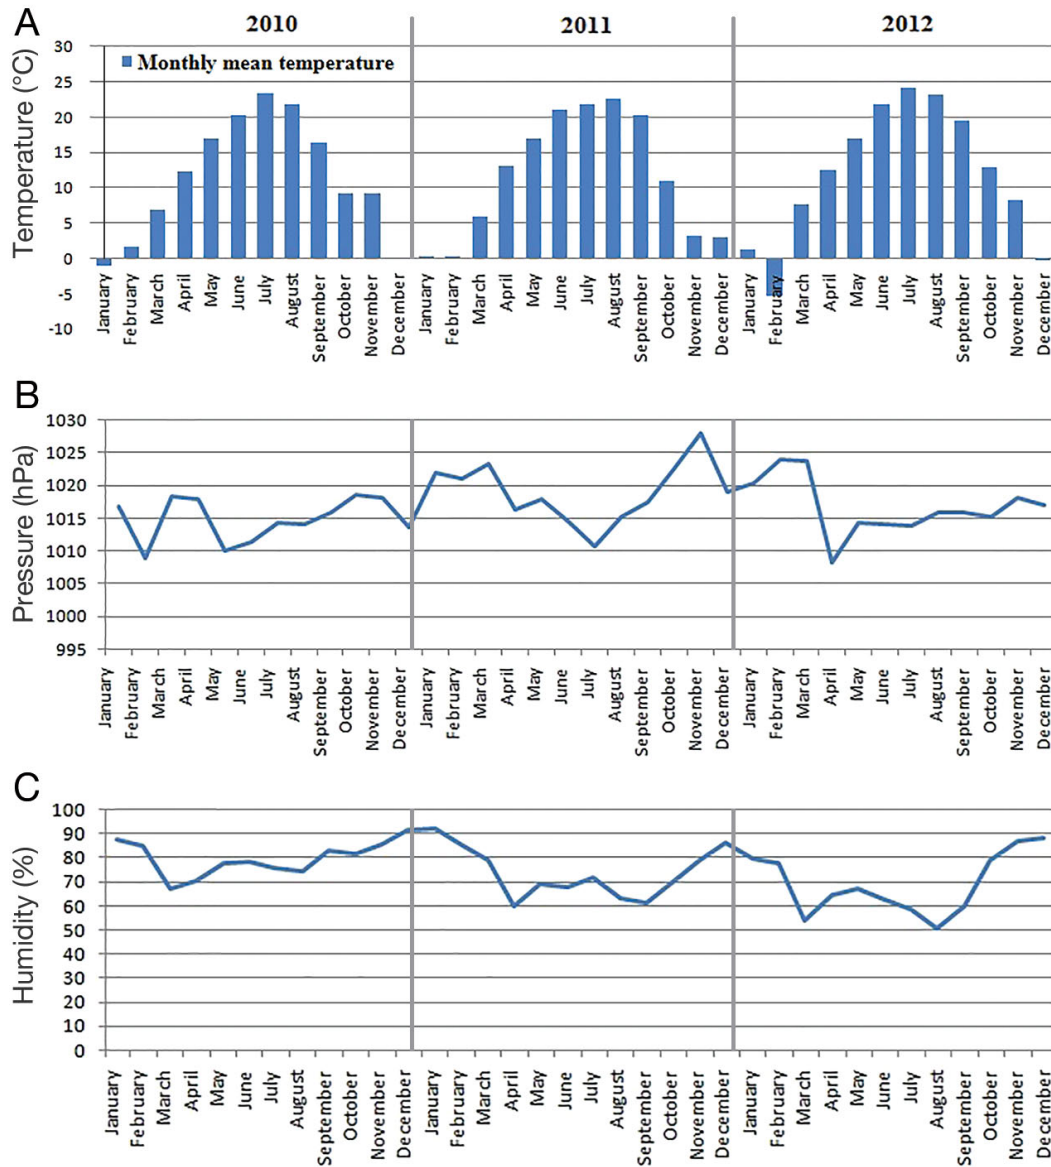 A
2010 2011 2012
Temperature (°C)
Monthly mean temperature
30
25
20
15
10
5
0
-5
-10
January February March April May June July August September October November December January February March April May June July August September October November December January February March April May June July August September October November December
B
Pressure (hPa)
1030
1025
1020
1015
1010
1005
1000
995
January February March April May June July August September October November December January February March April May June July August September October November December January February March April May June July August September October November December
C
Humidity (%)
100
90
80
70
60
50
40
30
20
10
0
January February March April May June July August September October November December January February March April May June July August September October November December January February March April May June July August September October November December